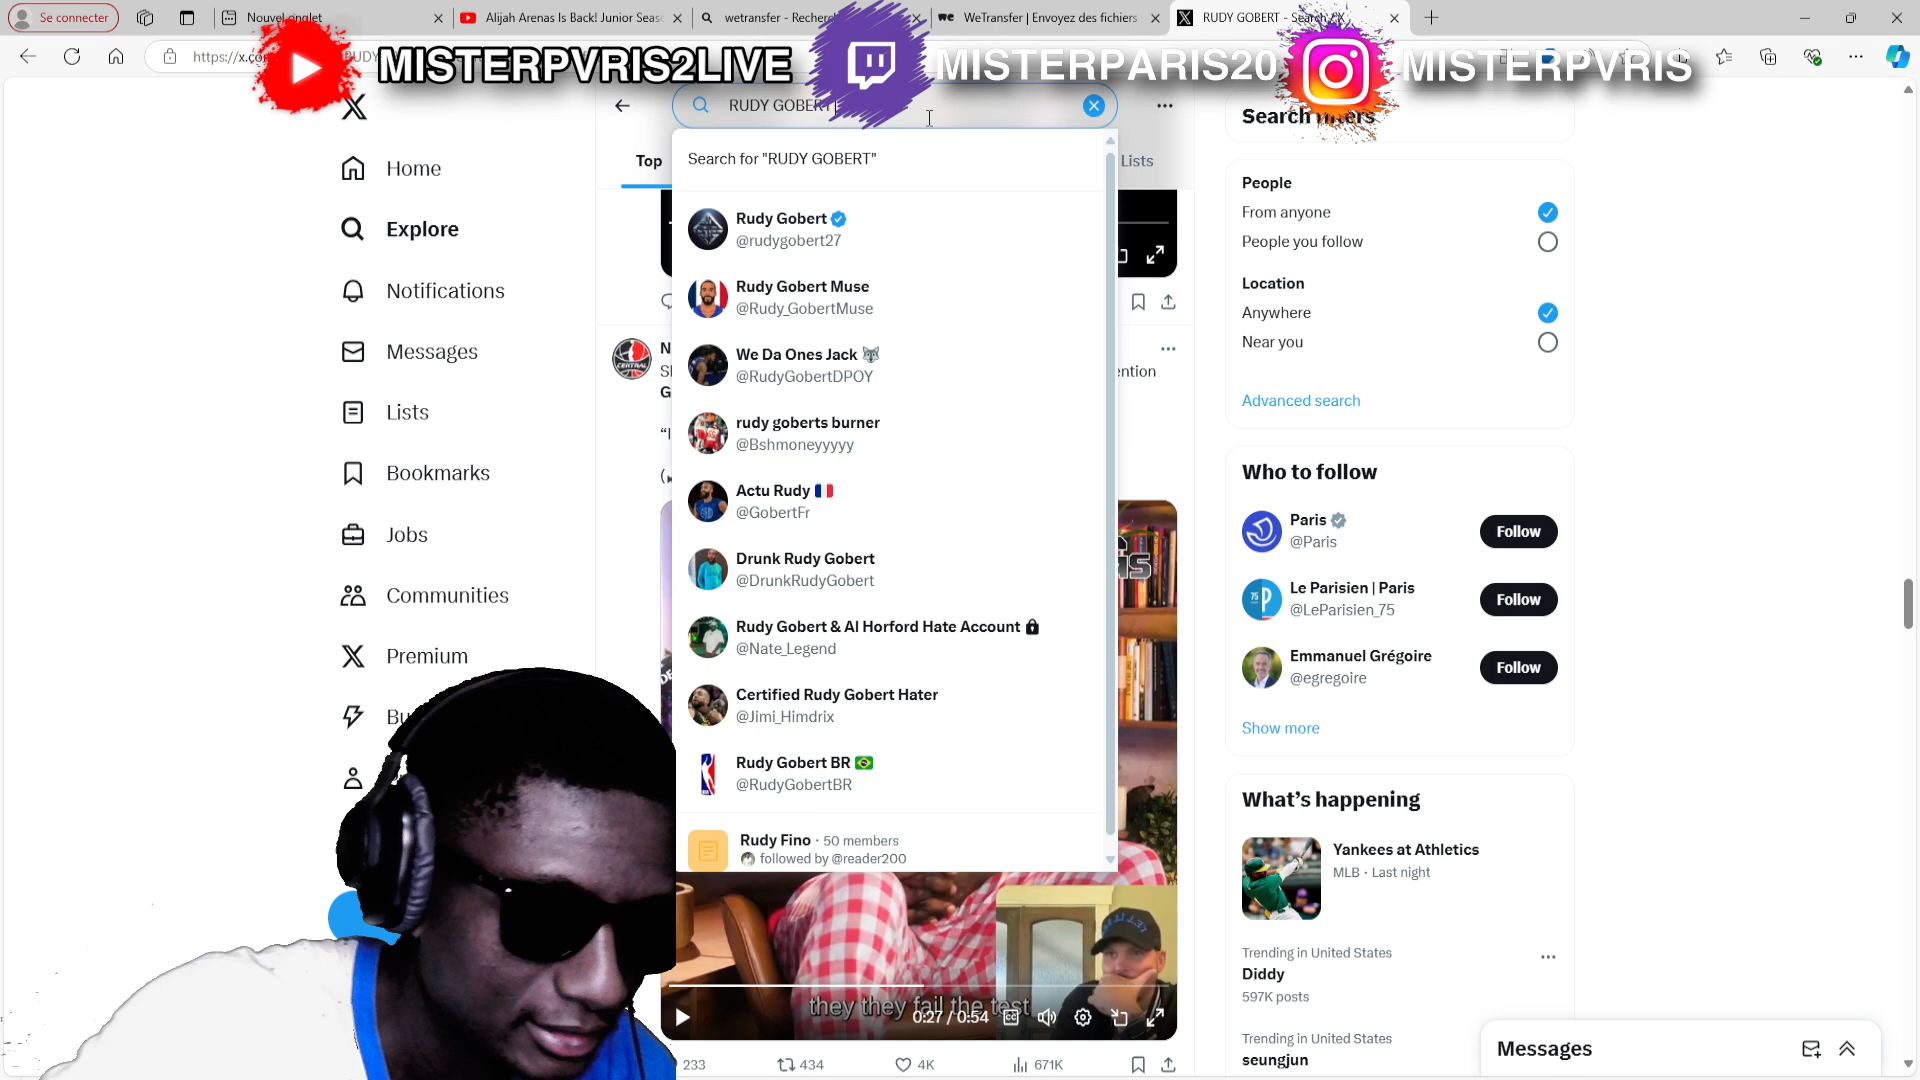 Se connecter
Nouvel onglet
Alijah Arenas Is Back! Junior Seas
wetransfer - Recherc
WeTransfer | Envoyez des fichiers
RUDY GOBERT - Search / X
MISTERPVRIS2LIVE
MISTERPARIS20
MISTERPVRIS
RUDY GOBERT
Search filters
Search for "RUDY GOBERT"
Top
Lists
Home
Explore
Notifications
Messages
Lists
Bookmarks
Jobs
Communities
Premium
Rudy Gobert
@rudygobert27
Rudy Gobert Muse
@Rudy_GobertMuse
We Da Ones Jack
@RudyGobertDPOY
rudy goberts burner
@Bshmoneyyyyy
Actu Rudy
@GobertFr
Drunk Rudy Gobert
@DrunkRudyGobert
Rudy Gobert & Al Horford Hate Account
@Nate_Legend
Certified Rudy Gobert Hater
@Jimi_Himdrix
Rudy Gobert BR
@RudyGobertBR
Rudy Fino · 50 members
followed by @reader200
they they fail the test
0:27 / 0:54
233
434
4K
671K
People
From anyone
People you follow
Location
Anywhere
Near you
Advanced search
Who to follow
Paris
@Paris
Follow
Le Parisien | Paris
@LeParisien_75
Follow
Emmanuel Grégoire
@egregoire
Follow
Show more
What's happening
Yankees at Athletics
MLB · Last night
Trending in United States
Diddy
597K posts
Trending in United States
seungjun
Messages